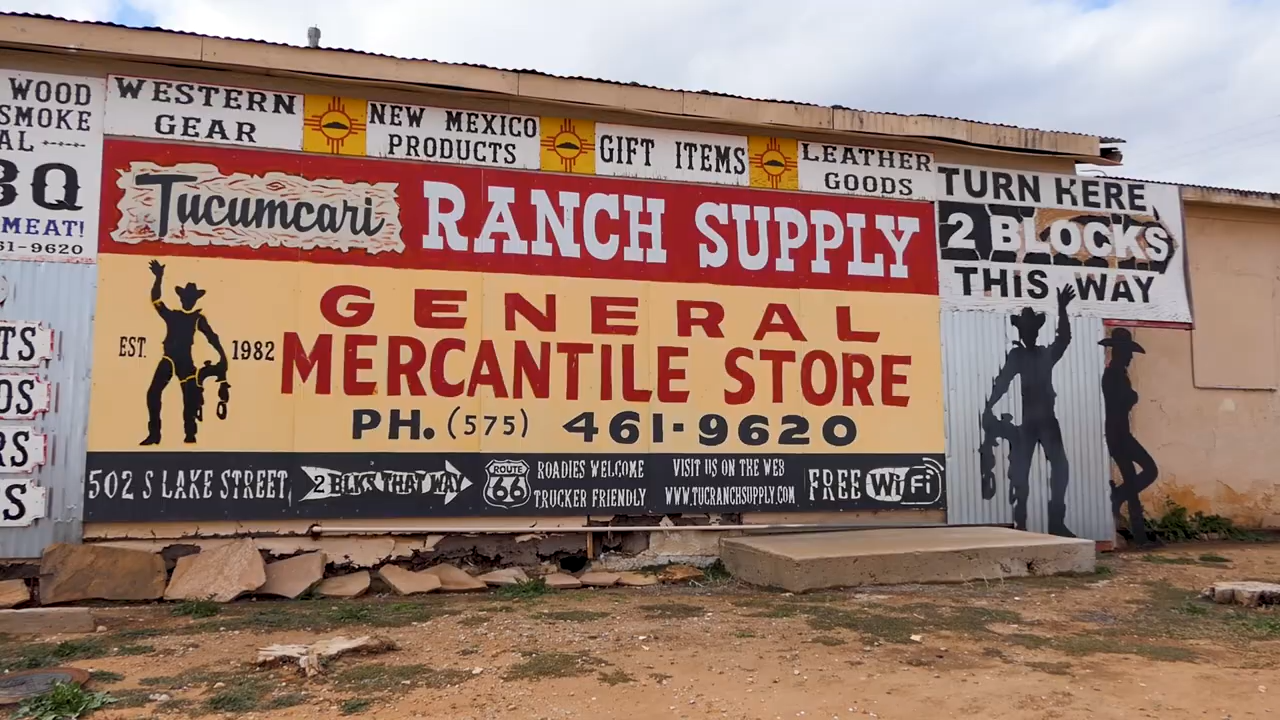 WOOD
SMOKE
AL
BQ
MEAT!
61-9620
WESTERN
GEAR
NEW MEXICO
PRODUCTS
GIFT ITEMS
LEATHER
GOODS
Tucumcari
RANCH SUPPLY
TURN HERE
2 BLOCKS
THIS WAY
GENERAL
EST. 1982
MERCANTILE STORE
PH. (575) 461-9620
TS
DS
RS
S
502 S LAKE STREET
2 BLKS THAT WAY
ROUTE
66
ROADIES WELCOME
TRUCKER FRIENDLY
VISIT US ON THE WEB
WWW.TUCRANCHSUPPLY.COM
FREE WiFi